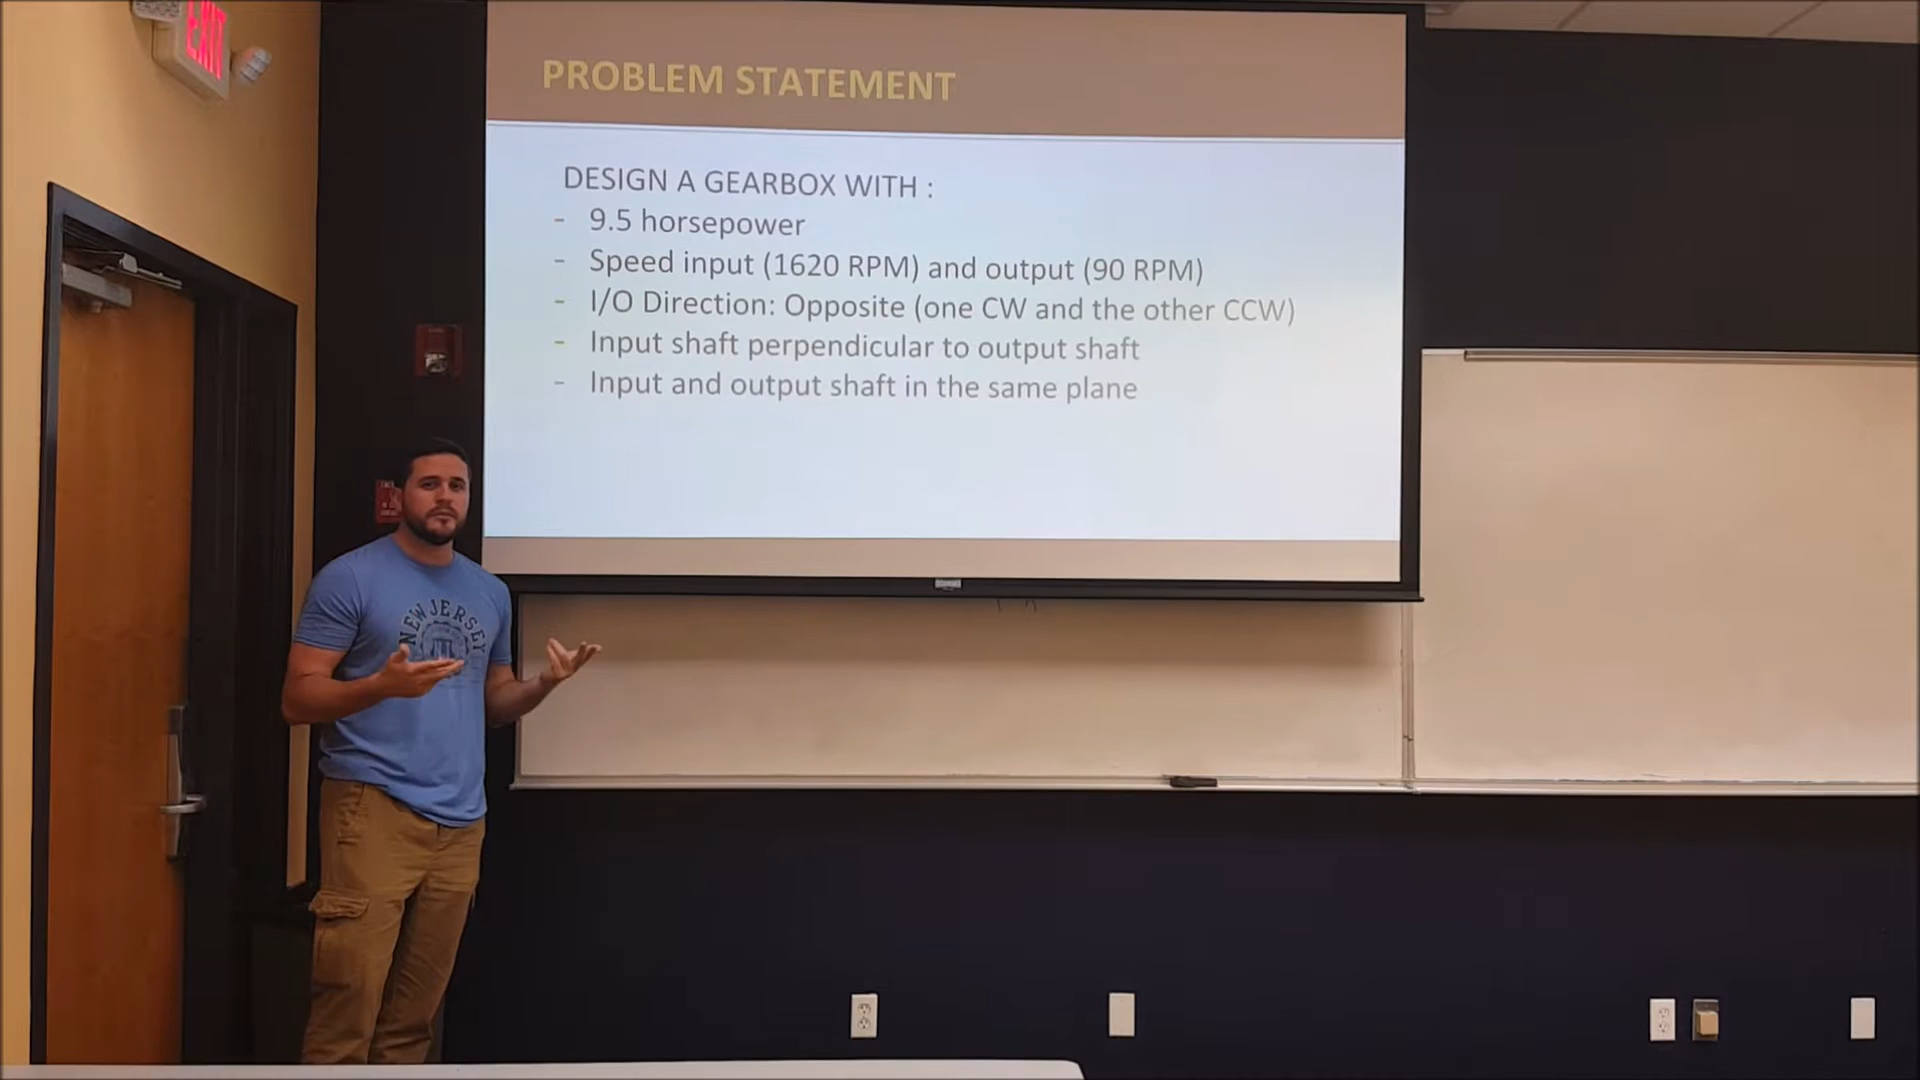 EXIT
PROBLEM STATEMENT
DESIGN A GEARBOX WITH :
- 9.5 horsepower
- Speed input (1620 RPM) and output (90 RPM)
- I/O Direction: Opposite (one CW and the other CCW)
- Input shaft perpendicular to output shaft
- Input and output shaft in the same plane
NEW JERSEY